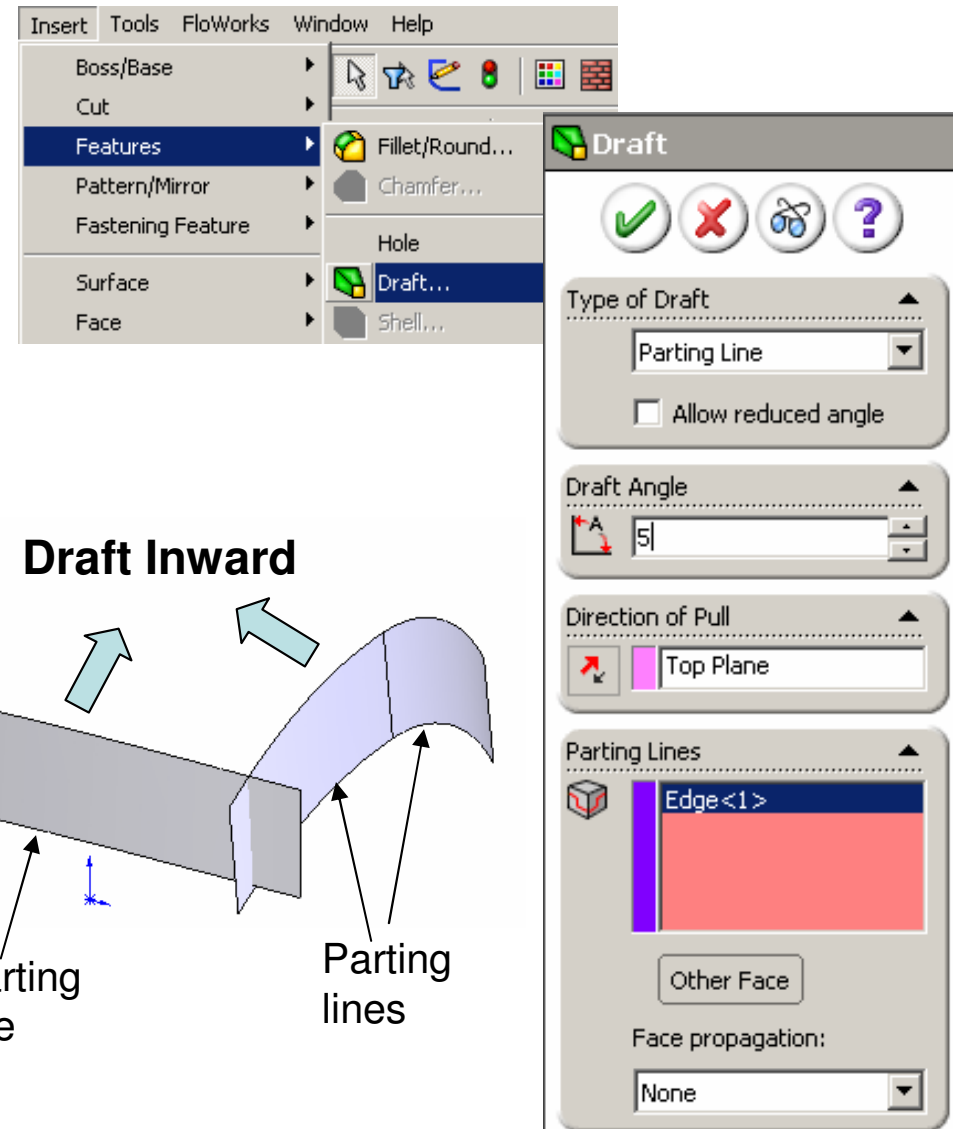 Insert Tools FloWorks Window Help
Boss/Base
Cut
Features
Pattern/Mirror
Fastening Feature
Surface
Face
Fillet/Round...
Chamfer...
Hole
Draft...
Shell...
Draft
Type of Draft
Parting Line
Allow reduced angle
Draft Angle
A
5
Direction of Pull
Top Plane
Parting Lines
Edge<1>
Other Face
Face propagation:
None
Draft Inward
arting
e
Parting
lines